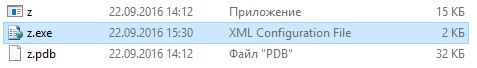 z 22.09.2016 14:12 Приложение 15 КБ
z.exe 22.09.2016 15:30 XML Configuration File 2 КБ
z.pdb 22.09.2016 14:12 Файл "PDB" 32 КБ